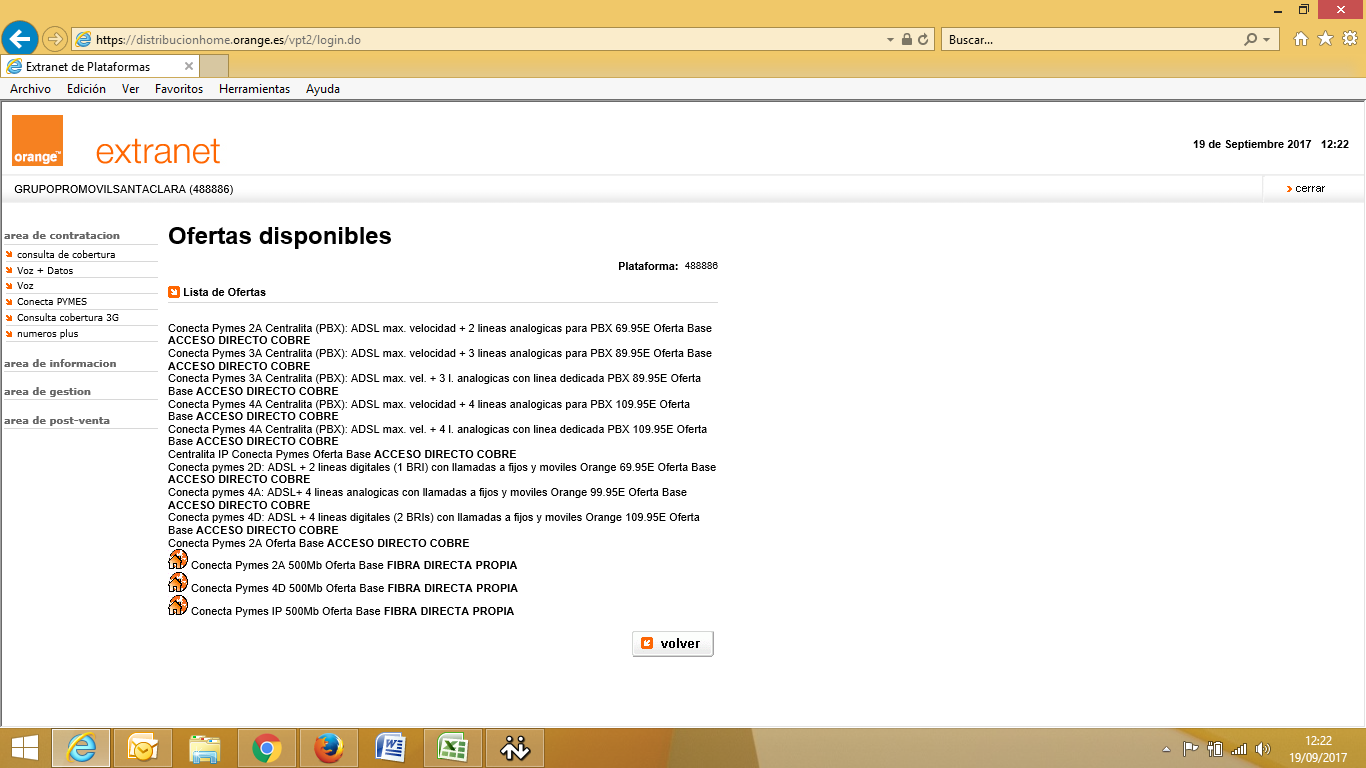 https://distribucionhome.orange.es/vpt2/login.do
Buscar...
Extranet de Plataformas
Archivo Edición Ver Favoritos Herramientas Ayuda
orange™
extranet
19 de Septiembre 2017 12:22
GRUPOPROMOVILSANTACLARA (488886)
cerrar
area de contratacion
consulta de cobertura
Voz + Datos
Voz
Conecta PYMES
Consulta cobertura 3G
numeros plus
area de informacion
area de gestion
area de post-venta
Ofertas disponibles
Plataforma: 488886
Lista de Ofertas
Conecta Pymes 2A Centralita (PBX): ADSL max. velocidad + 2 lineas analogicas para PBX 69.95E Oferta Base
ACCESO DIRECTO COBRE
Conecta Pymes 3A Centralita (PBX): ADSL max. velocidad + 3 lineas analogicas para PBX 89.95E Oferta Base
ACCESO DIRECTO COBRE
Conecta Pymes 3A Centralita (PBX): ADSL max. vel. + 3 l. analogicas con linea dedicada PBX 89.95E Oferta
Base ACCESO DIRECTO COBRE
Conecta Pymes 4A Centralita (PBX): ADSL max. velocidad + 4 lineas analogicas para PBX 109.95E Oferta
Base ACCESO DIRECTO COBRE
Conecta Pymes 4A Centralita (PBX): ADSL max. vel. + 4 l. analogicas con linea dedicada PBX 109.95E Oferta
Base ACCESO DIRECTO COBRE
Centralita IP Conecta Pymes Oferta Base ACCESO DIRECTO COBRE
Conecta pymes 2D: ADSL + 2 lineas digitales (1 BRI) con llamadas a fijos y moviles Orange 69.95E Oferta Base
ACCESO DIRECTO COBRE
Conecta pymes 4A: ADSL+ 4 lineas analogicas con llamadas a fijos y moviles Orange 99.95E Oferta Base
ACCESO DIRECTO COBRE
Conecta pymes 4D: ADSL + 4 lineas digitales (2 BRIs) con llamadas a fijos y moviles Orange 109.95E Oferta
Base ACCESO DIRECTO COBRE
Conecta Pymes 2A Oferta Base ACCESO DIRECTO COBRE
Conecta Pymes 2A 500Mb Oferta Base FIBRA DIRECTA PROPIA
Conecta Pymes 4D 500Mb Oferta Base FIBRA DIRECTA PROPIA
Conecta Pymes IP 500Mb Oferta Base FIBRA DIRECTA PROPIA
volver
12:22
19/09/2017